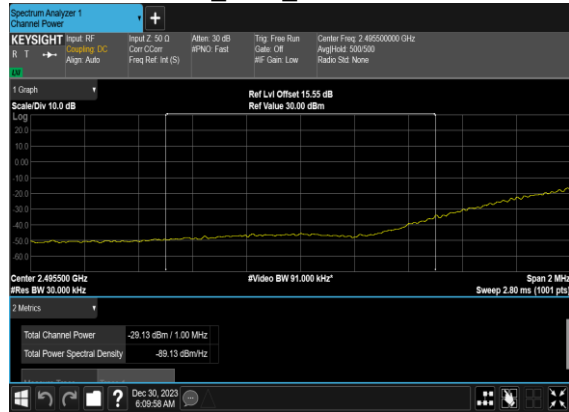 Spectrum Analyzer 1
Channel Power
+
KEYSIGHT
R T
Input: RF
Coupling: DC
Align: Auto
Input Z: 50 Ω
Corr CCorr
Freq Ref: Int (S)
Atten: 30 dB
#PNO: Fast
Trig: Free Run
Gate: Off
#IF Gain: Low
Center Freq: 2.495500000 GHz
Avg|Hold: 500/500
Radio Std: None
1 Graph
Scale/Div 10.0 dB
Ref Lvl Offset 15.55 dB
Ref Value 30.00 dBm
Log
20.0
10.0
0.00
-10.0
-20.0
-30.0
-40.0
-50.0
-60.0
Center 2.495500 GHz
#Video BW 91.000 kHz*
Span 2 MHz
#Res BW 30.000 kHz
Sweep 2.80 ms (1001 pts)
2 Metrics
Total Channel Power -29.13 dBm / 1.00 MHz
Total Power Spectral Density -89.13 dBm/Hz
?
Dec 30, 2023
6:09:58 AM